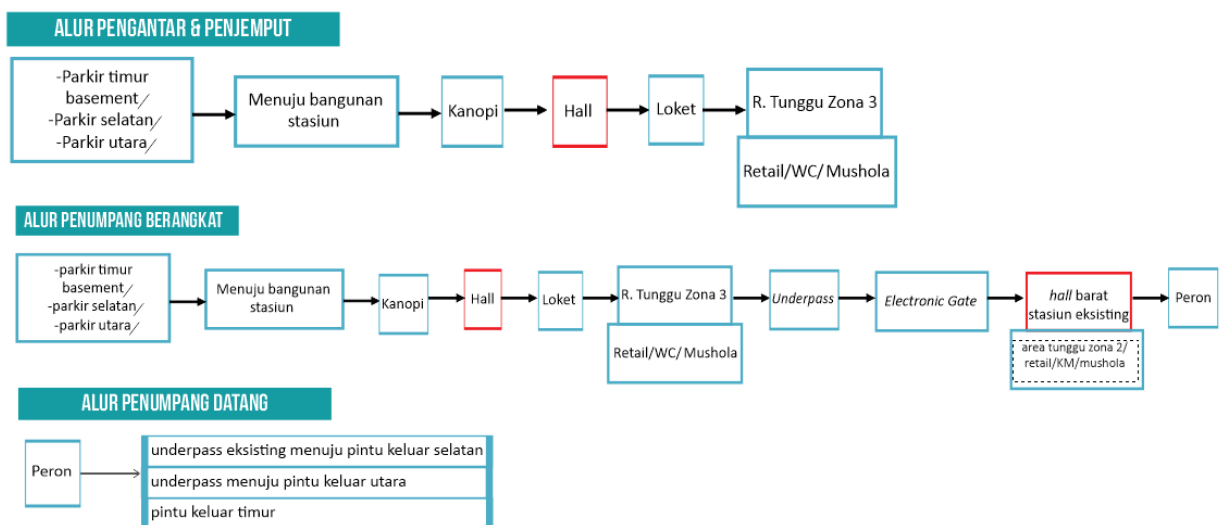 ALUR PENGANTAR & PENJEMPUT
-Parkir timur
basement/
-Parkir selatan/
-Parkir utara/
Menuju bangunan
stasiun
Kanopi
Hall
Loket
R. Tunggu Zona 3
Retail/WC/Mushola
ALUR PENUMPANG BERANGKAT
-parkir timur
basement/
-parkir selatan/
-parkir utara/
Menuju bangunan
stasiun
Kanopi
Hall
Loket
R. Tunggu Zona 3
Retail/WC/Mushola
Underpass
Electronic Gate
hall barat
stasiun eksisting
area tunggu zona 2/
retail/KM/mushola
Peron
ALUR PENUMPANG DATANG
Peron
underpass eksisting menuju pintu keluar selatan
underpass menuju pintu keluar utara
pintu keluar timur